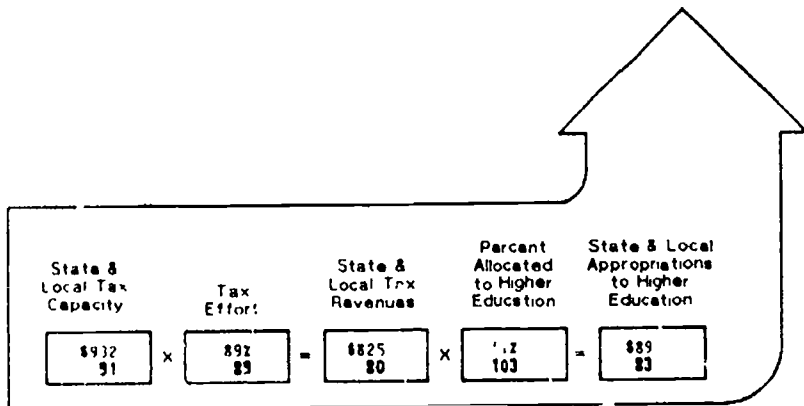 State &
Local Tax
Capacity
$932
91
x
Tax
Effort
89%
89
=
State &
Local Tax
Revenues
$825
80
x
Percent
Allocated
to Higher
Education
103
=
State & Local
Appropriations
to Higher
Education
$89
83